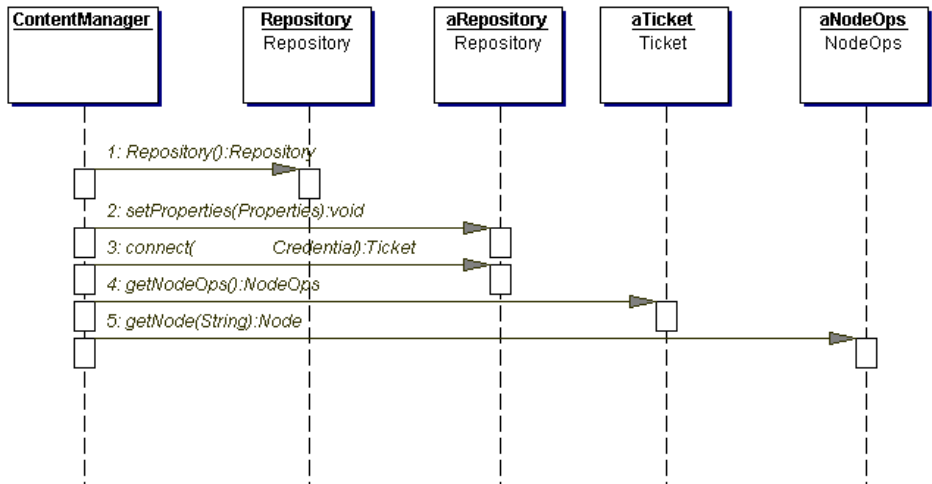 ContentManager
Repository
Repository
aRepository
Repository
aTicket
Ticket
aNodeOps
NodeOps
1: Repository():Repository
2: setProperties(Properties):void
3: connect( Credential):Ticket
4: getNodeOps():NodeOps
5: getNode(String):Node